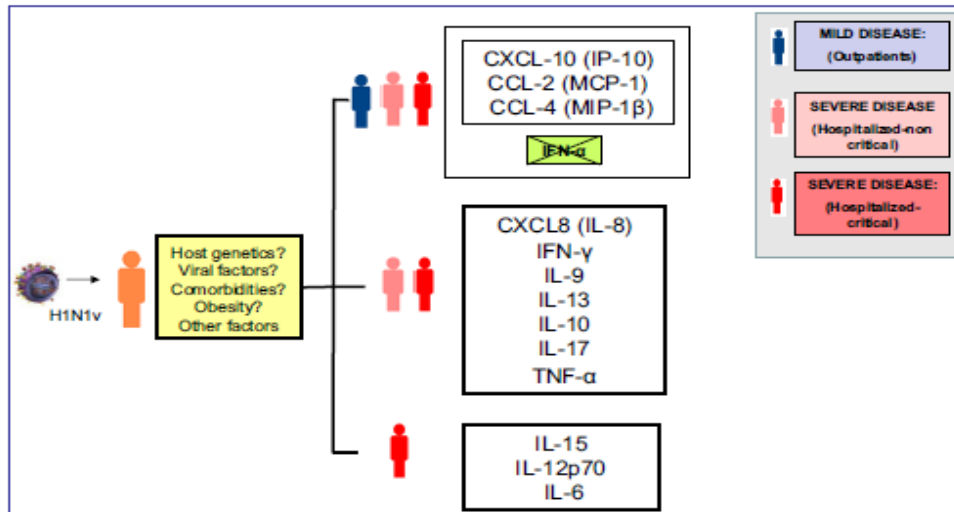 CXCL-10 (IP-10)
CCL-2 (MCP-1)
CCL-4 (MIP-1β)
IFN-α
CXCL8 (IL-8)
IFN-γ
IL-9
IL-13
IL-10
IL-17
TNF-α
IL-15
IL-12p70
IL-6
H1N1v
Host genetics?
Viral factors?
Comorbidities?
Obesity?
Other factors
MILD DISEASE:
(Outpatients)
SEVERE DISEASE
(Hospitalized-non
critical)
SEVERE DISEASE:
(Hospitalized-
critical)